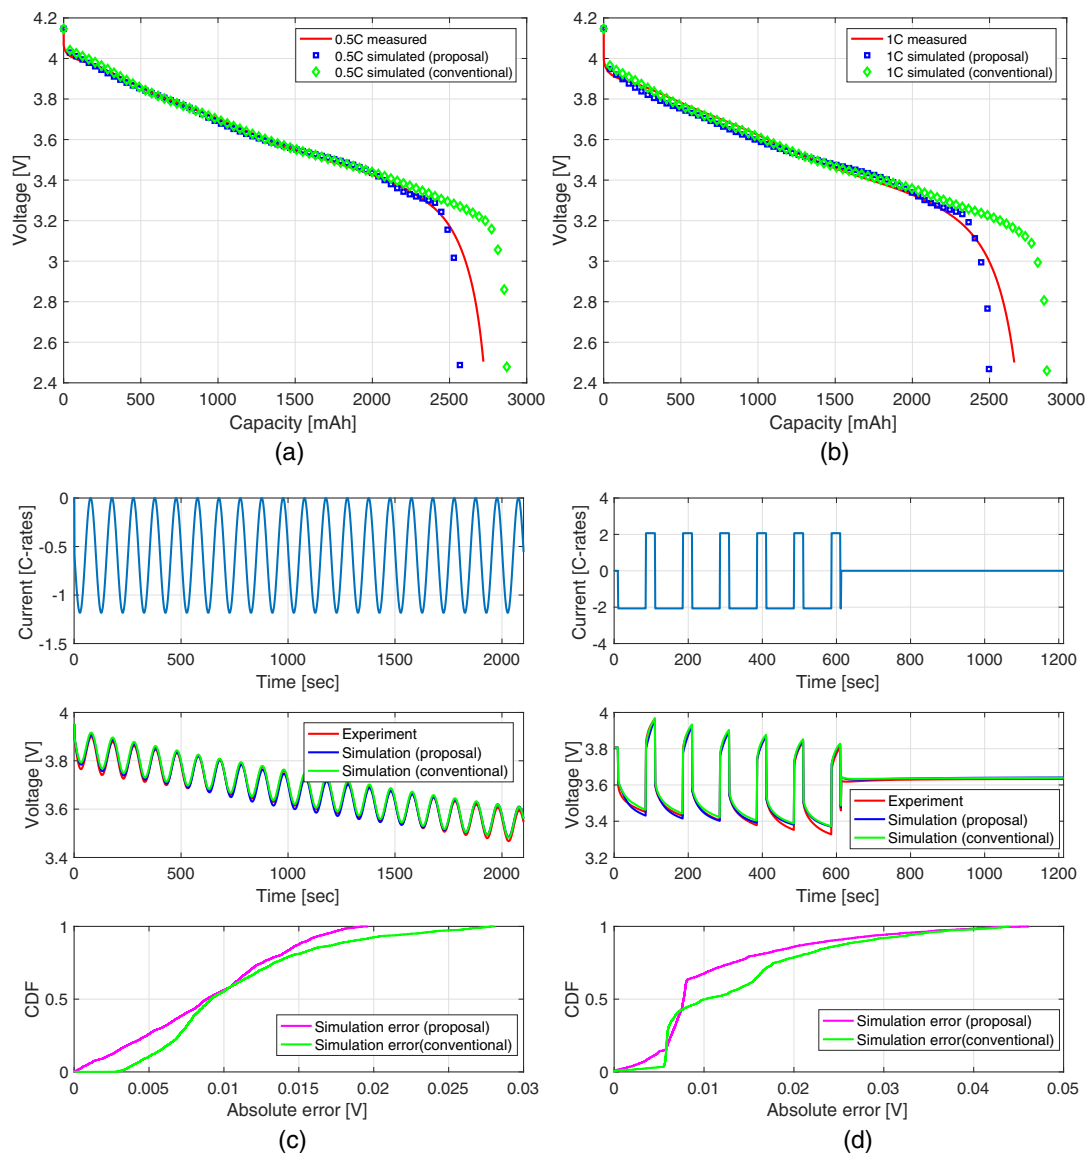 4.2
4
3.8
3.6
3.4
3.2
3
2.8
2.6
2.4
Voltage [V]
0.5C measured
0.5C simulated (proposal)
0.5C simulated (conventional)
0 500 1000 1500 2000 2500 3000
Capacity [mAh]
(a)
4.2
4
3.8
3.6
3.4
3.2
3
2.8
2.6
2.4
Voltage [V]
1C measured
1C simulated (proposal)
1C simulated (conventional)
0 500 1000 1500 2000 2500 3000
Capacity [mAh]
(b)
0
-0.5
-1
-1.5
Current [C-rates]
0 500 1000 1500 2000
Time [sec]
4
3.8
3.6
3.4
Voltage [V]
Experiment
Simulation (proposal)
Simulation (conventional)
0 500 1000 1500 2000
Time [sec]
1
0.5
0
CDF
Simulation error (proposal)
Simulation error(conventional)
0.005 0.01 0.015 0.02 0.025 0.03
Absolute error [V]
(c)
4
2
0
-2
-4
Current [C-rates]
0 200 400 600 800 1000 1200
Time [sec]
4
3.8
3.6
3.4
3.2
Voltage [V]
Experiment
Simulation (proposal)
Simulation (conventional)
0 200 400 600 800 1000 1200
Time [sec]
1
0.5
0
CDF
Simulation error (proposal)
Simulation error(conventional)
0.01 0.02 0.03 0.04 0.05
Absolute error [V]
(d)